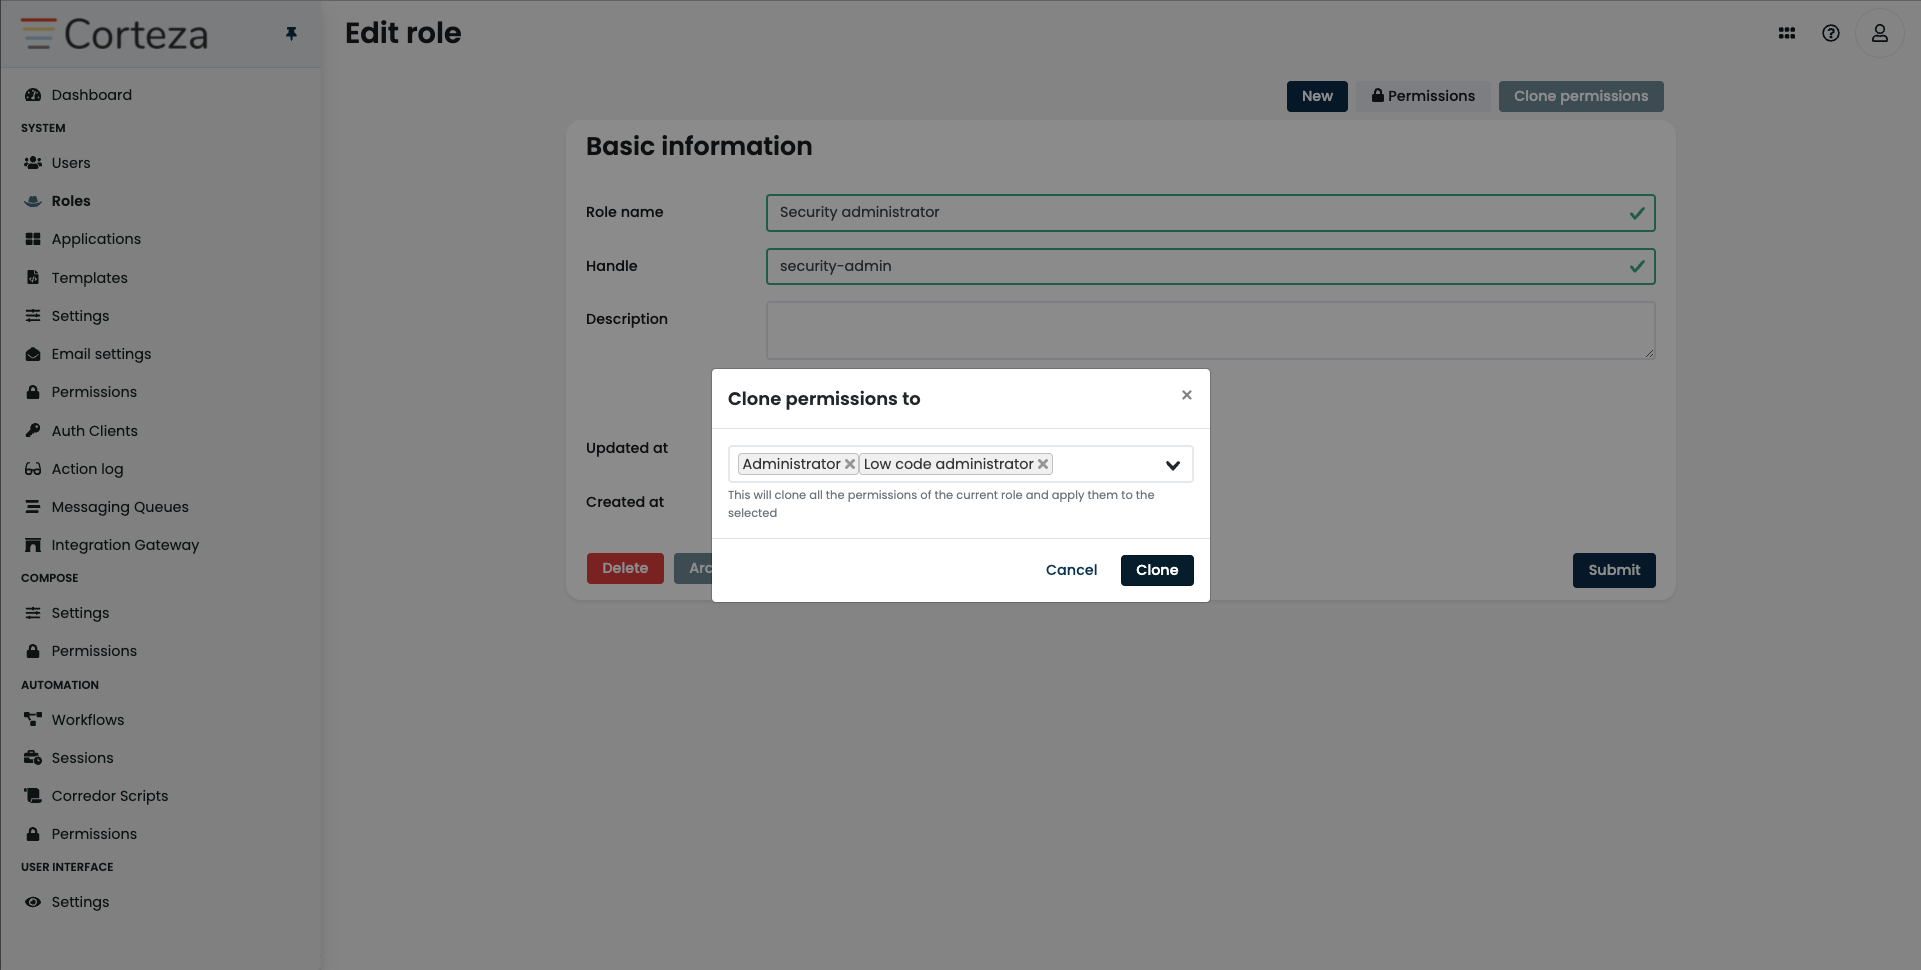 Corteza
Edit role
Dashboard
SYSTEM
Users
Roles
Applications
Templates
Settings
Email settings
Permissions
Auth Clients
Action log
Messaging Queues
Integration Gateway
COMPOSE
Settings
Permissions
AUTOMATION
Workflows
Sessions
Corredor Scripts
Permissions
USER INTERFACE
Settings
New
Permissions
Clone permissions
Basic information
Role name
Security administrator
Handle
security-admin
Description
Updated at
Created at
Delete
Arc
Submit
Clone permissions to
×
Administrator
Low code administrator
This will clone all the permissions of the current role and apply them to the
selected
Cancel
Clone